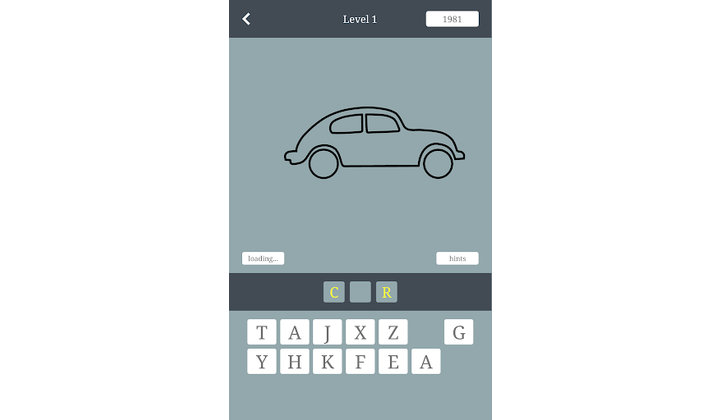 Level 1
1981
loading...
hints
C R
T A J X Z G
Y H K F E A